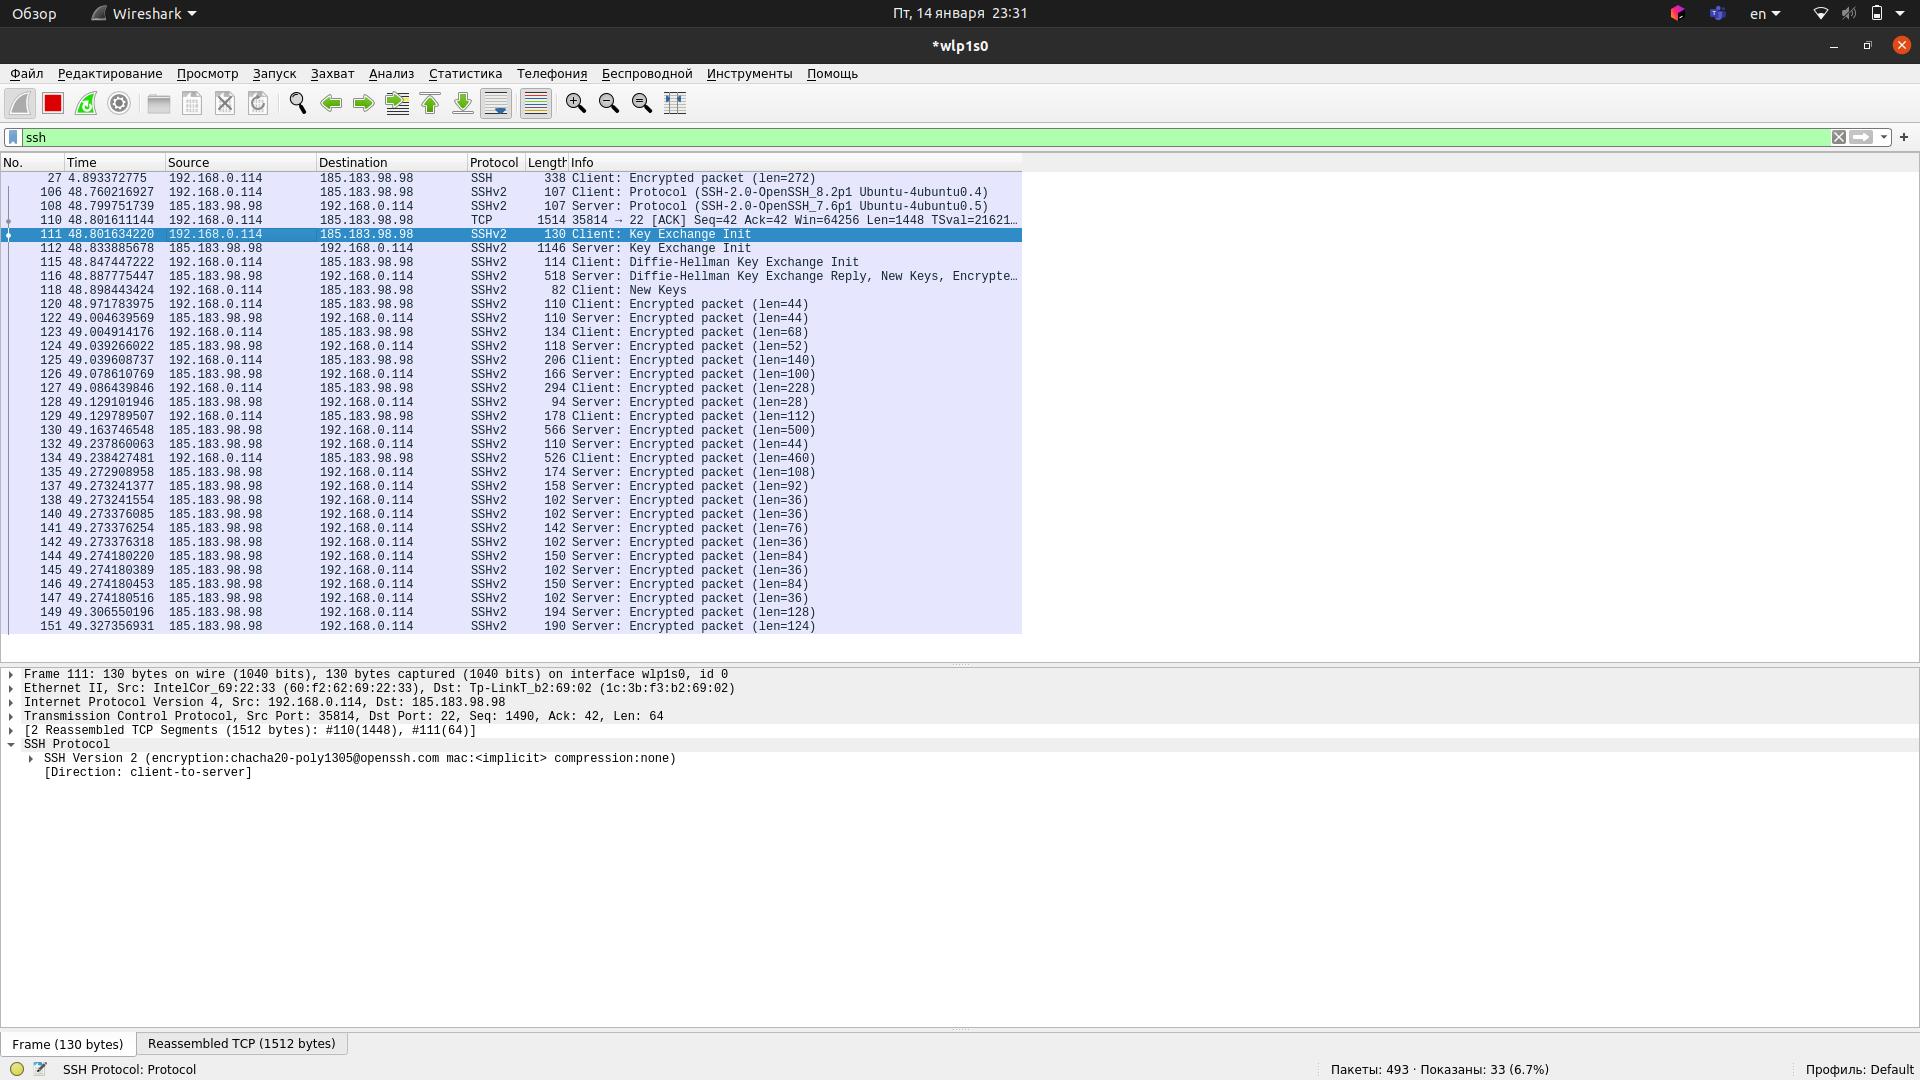 Обзор Wireshark Пт, 14 января 23:31 en
*wlp1s0
Файл Редактирование Просмотр Запуск Захват Анализ Статистика Телефония Беспроводной Инструменты Помощь
ssh
No. Time Source Destination Protocol Length Info
27 4.893372775 192.168.0.114 185.183.98.98 SSH 338 Client: Encrypted packet (len=272)
106 48.760216927 192.168.0.114 185.183.98.98 SSHv2 107 Client: Protocol (SSH-2.0-OpenSSH_8.2p1 Ubuntu-4ubuntu0.4)
108 48.799751739 185.183.98.98 192.168.0.114 SSHv2 107 Server: Protocol (SSH-2.0-OpenSSH_7.6p1 Ubuntu-4ubuntu0.5)
110 48.801611144 192.168.0.114 185.183.98.98 TCP 1514 35814 → 22 [ACK] Seq=42 Ack=42 Win=64256 Len=1448 TSval=21621…
111 48.801634220 192.168.0.114 185.183.98.98 SSHv2 130 Client: Key Exchange Init
112 48.833885678 185.183.98.98 192.168.0.114 SSHv2 1146 Server: Key Exchange Init
115 48.847447222 192.168.0.114 185.183.98.98 SSHv2 114 Client: Diffie-Hellman Key Exchange Init
116 48.887775447 185.183.98.98 192.168.0.114 SSHv2 518 Server: Diffie-Hellman Key Exchange Reply, New Keys, Encrypte…
118 48.898443424 192.168.0.114 185.183.98.98 SSHv2 82 Client: New Keys
120 48.971783975 192.168.0.114 185.183.98.98 SSHv2 110 Client: Encrypted packet (len=44)
122 49.004639569 185.183.98.98 192.168.0.114 SSHv2 110 Server: Encrypted packet (len=44)
123 49.004914176 192.168.0.114 185.183.98.98 SSHv2 134 Client: Encrypted packet (len=68)
124 49.039266022 185.183.98.98 192.168.0.114 SSHv2 118 Server: Encrypted packet (len=52)
125 49.039608737 192.168.0.114 185.183.98.98 SSHv2 206 Client: Encrypted packet (len=140)
126 49.078610769 185.183.98.98 192.168.0.114 SSHv2 166 Server: Encrypted packet (len=100)
127 49.086439846 192.168.0.114 185.183.98.98 SSHv2 294 Client: Encrypted packet (len=228)
128 49.129101946 185.183.98.98 192.168.0.114 SSHv2 94 Server: Encrypted packet (len=28)
129 49.129789507 192.168.0.114 185.183.98.98 SSHv2 178 Client: Encrypted packet (len=112)
130 49.163746548 185.183.98.98 192.168.0.114 SSHv2 566 Server: Encrypted packet (len=500)
132 49.237860063 185.183.98.98 192.168.0.114 SSHv2 110 Server: Encrypted packet (len=44)
134 49.238427481 192.168.0.114 185.183.98.98 SSHv2 526 Client: Encrypted packet (len=460)
135 49.272908958 185.183.98.98 192.168.0.114 SSHv2 174 Server: Encrypted packet (len=108)
137 49.273241377 185.183.98.98 192.168.0.114 SSHv2 158 Server: Encrypted packet (len=92)
138 49.273241554 185.183.98.98 192.168.0.114 SSHv2 102 Server: Encrypted packet (len=36)
140 49.273376085 185.183.98.98 192.168.0.114 SSHv2 102 Server: Encrypted packet (len=36)
141 49.273376254 185.183.98.98 192.168.0.114 SSHv2 142 Server: Encrypted packet (len=76)
142 49.273376318 185.183.98.98 192.168.0.114 SSHv2 102 Server: Encrypted packet (len=36)
144 49.274180220 185.183.98.98 192.168.0.114 SSHv2 150 Server: Encrypted packet (len=84)
145 49.274180389 185.183.98.98 192.168.0.114 SSHv2 102 Server: Encrypted packet (len=36)
146 49.274180453 185.183.98.98 192.168.0.114 SSHv2 150 Server: Encrypted packet (len=84)
147 49.274180516 185.183.98.98 192.168.0.114 SSHv2 102 Server: Encrypted packet (len=36)
149 49.306550196 185.183.98.98 192.168.0.114 SSHv2 194 Server: Encrypted packet (len=128)
151 49.327356931 185.183.98.98 192.168.0.114 SSHv2 190 Server: Encrypted packet (len=124)
Frame 111: 130 bytes on wire (1040 bits), 130 bytes captured (1040 bits) on interface wlp1s0, id 0
Ethernet II, Src: IntelCor_69:22:33 (60:f2:62:69:22:33), Dst: Tp-LinkT_b2:69:02 (1c:3b:f3:b2:69:02)
Internet Protocol Version 4, Src: 192.168.0.114, Dst: 185.183.98.98
Transmission Control Protocol, Src Port: 35814, Dst Port: 22, Seq: 1490, Ack: 42, Len: 64
[2 Reassembled TCP Segments (1512 bytes): #110(1448), #111(64)]
SSH Protocol
SSH Version 2 (encryption:chacha20-poly1305@openssh.com mac:<implicit> compression:none)
[Direction: client-to-server]
Frame (130 bytes) Reassembled TCP (1512 bytes)
SSH Protocol: Protocol Пакеты: 493 · Показаны: 33 (6.7%) Профиль: Default